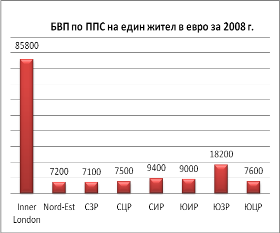 БВП по ППС на един жител в евро за 2008 г.
85800
7200
7100
7500
9400
9000
18200
7600
Inner London
Nord-Est
СЗР
СЦР
СИР
ЮИР
ЮЗР
ЮЦР